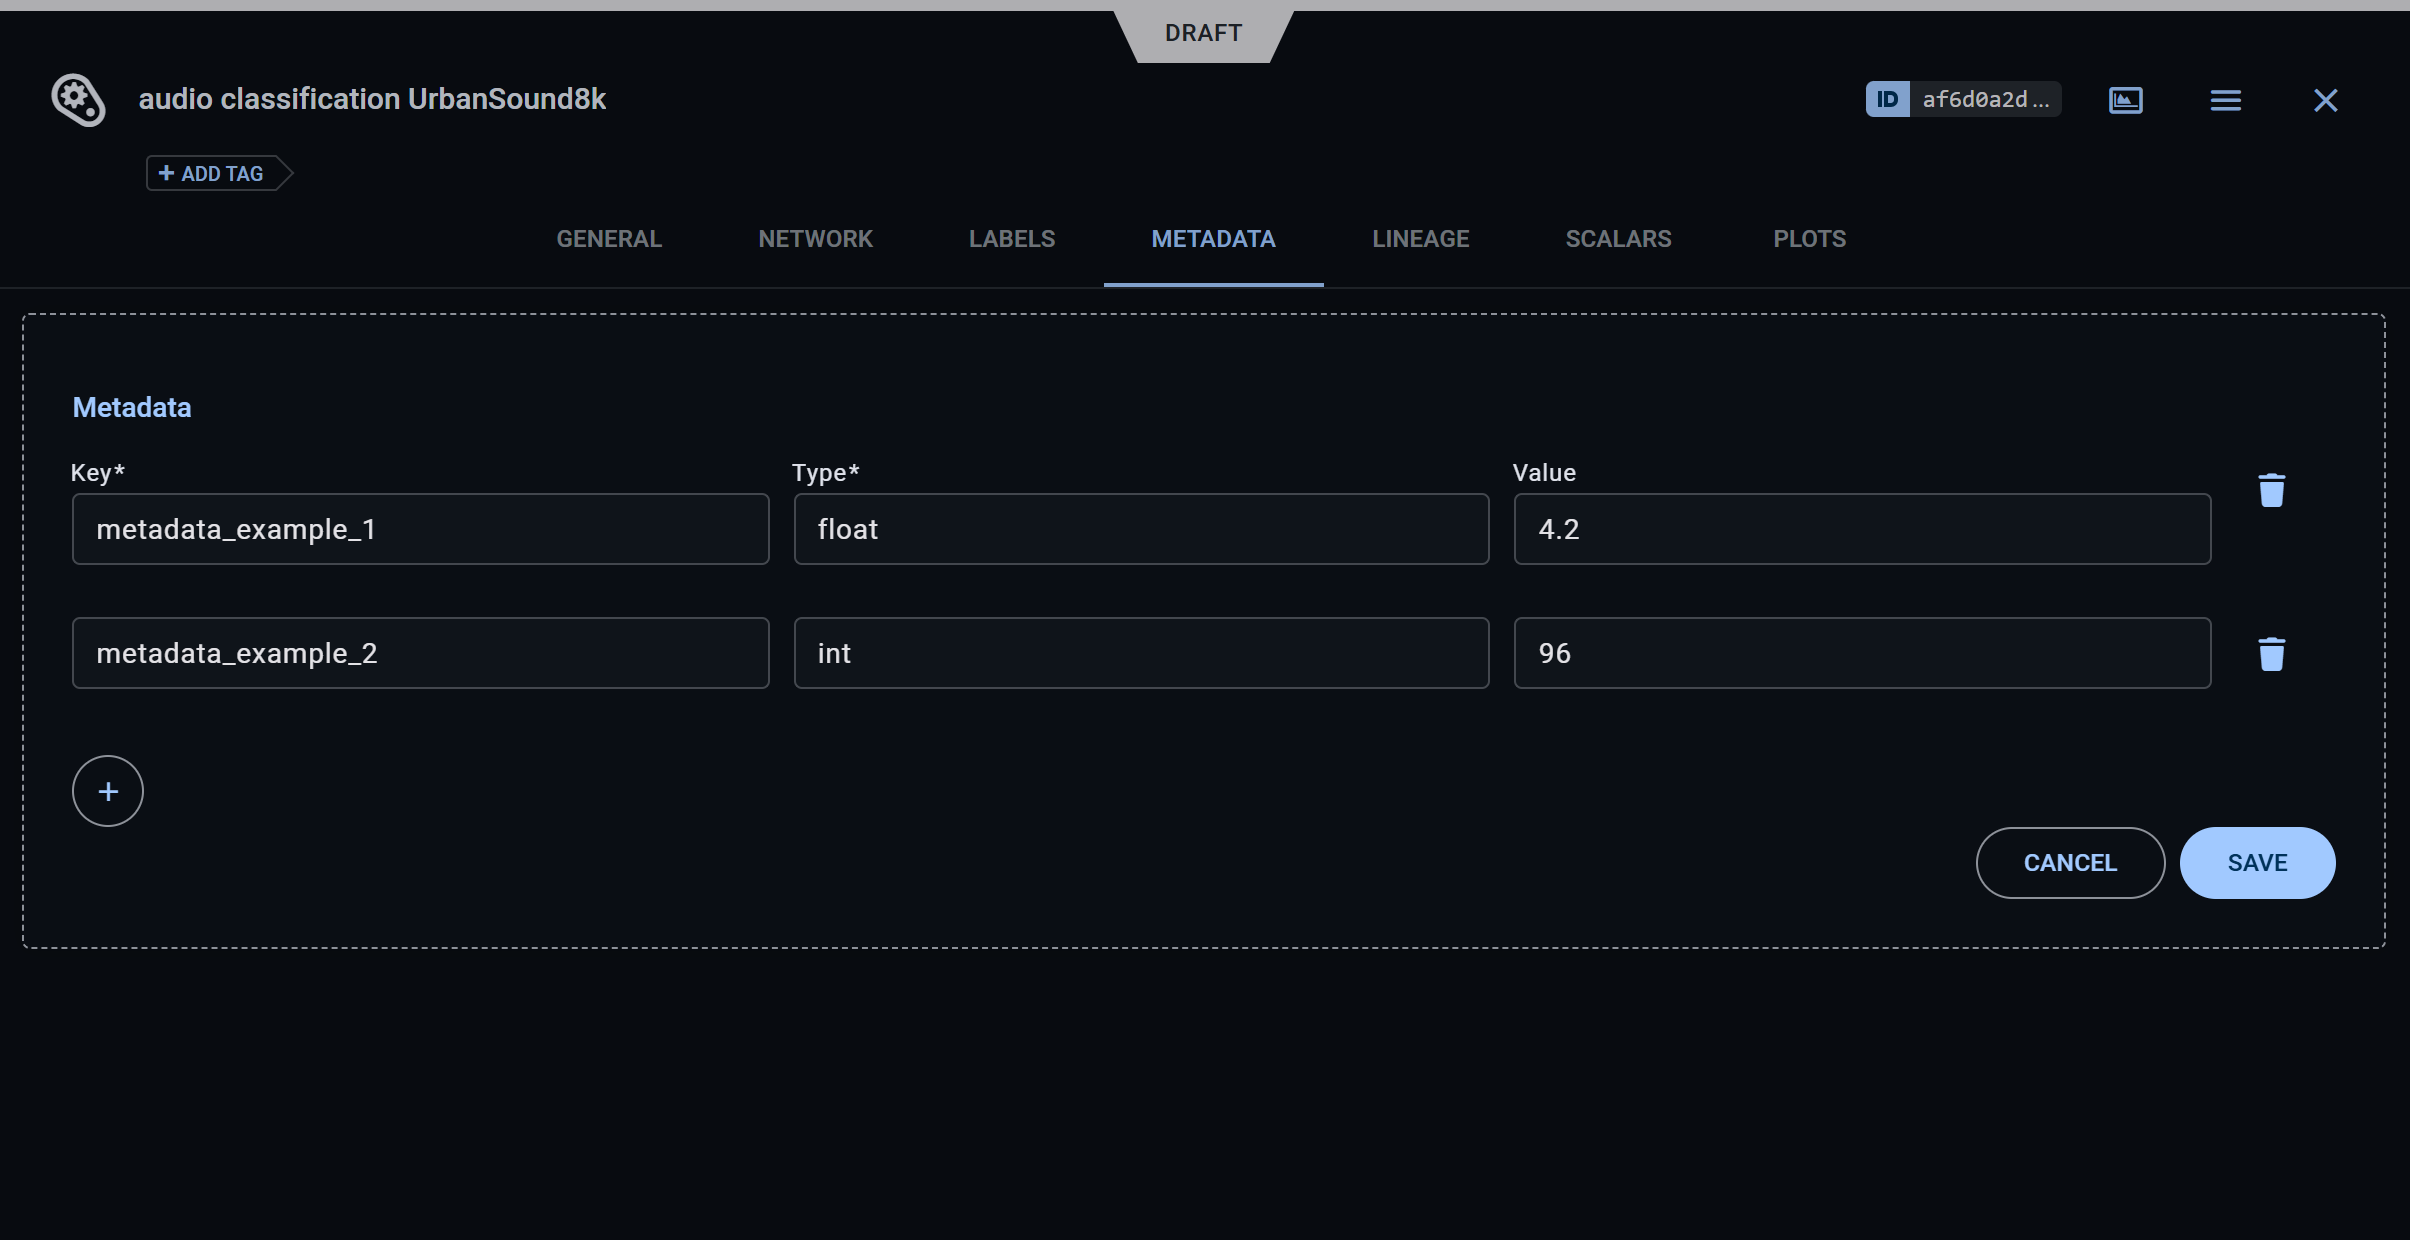 DRAFT
audio classification UrbanSound8k
ID af6d0a2d ...
+ ADD TAG
GENERAL NETWORK LABELS METADATA LINEAGE SCALARS PLOTS
Metadata
Key* Type* Value
metadata_example_1 float 4.2
metadata_example_2 int 96
+
CANCEL SAVE